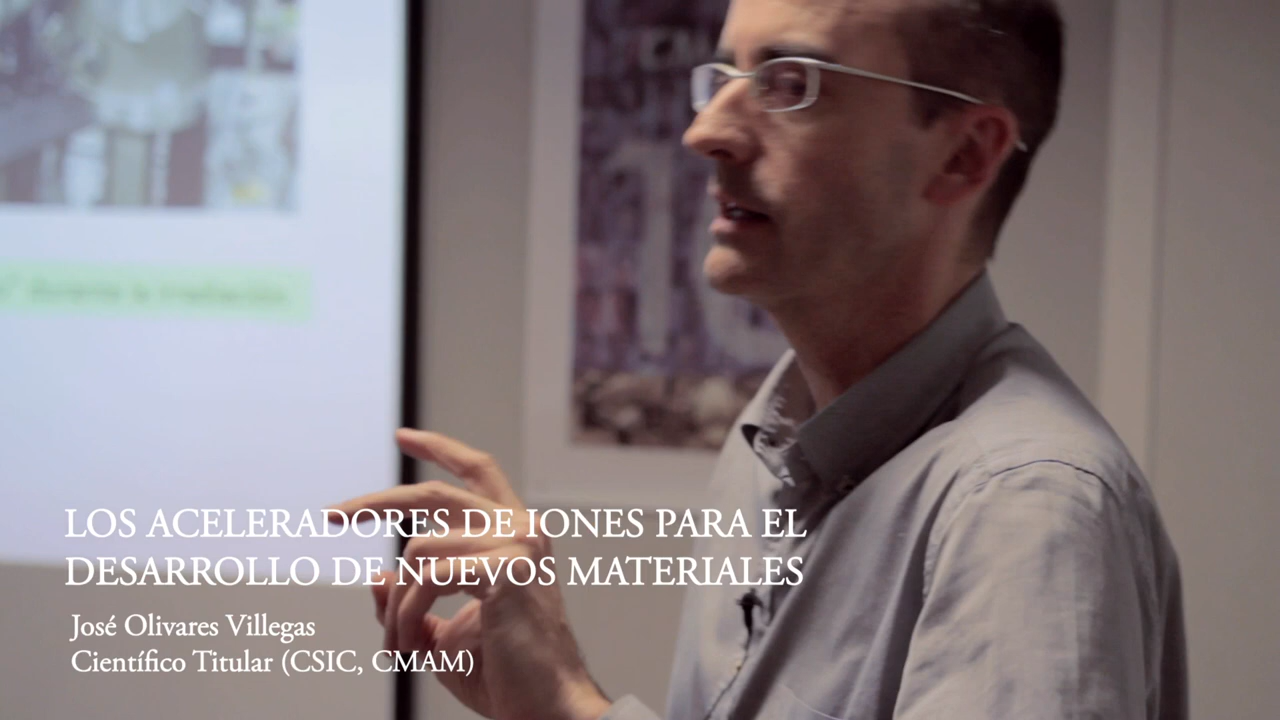 LOS ACELERADORES DE IONES PARA EL
DESARROLLO DE NUEVOS MATERIALES
José Olivares Villegas
Científico Titular (CSIC, CMAM)